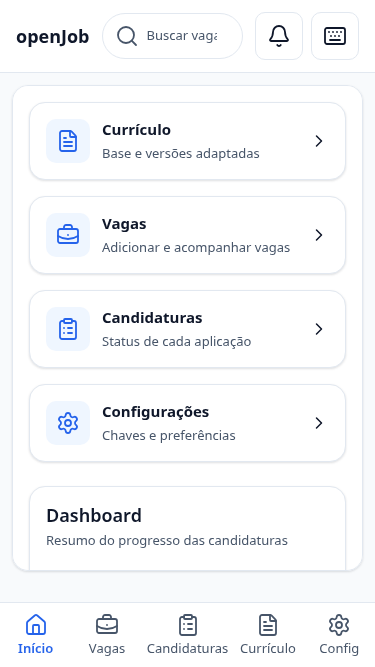 openJob
Buscar vaga
Currículo
Base e versões adaptadas
Vagas
Adicionar e acompanhar vagas
Candidaturas
Status de cada aplicação
Configurações
Chaves e preferências
Dashboard
Resumo do progresso das candidaturas
Início
Vagas
Candidaturas
Currículo
Config